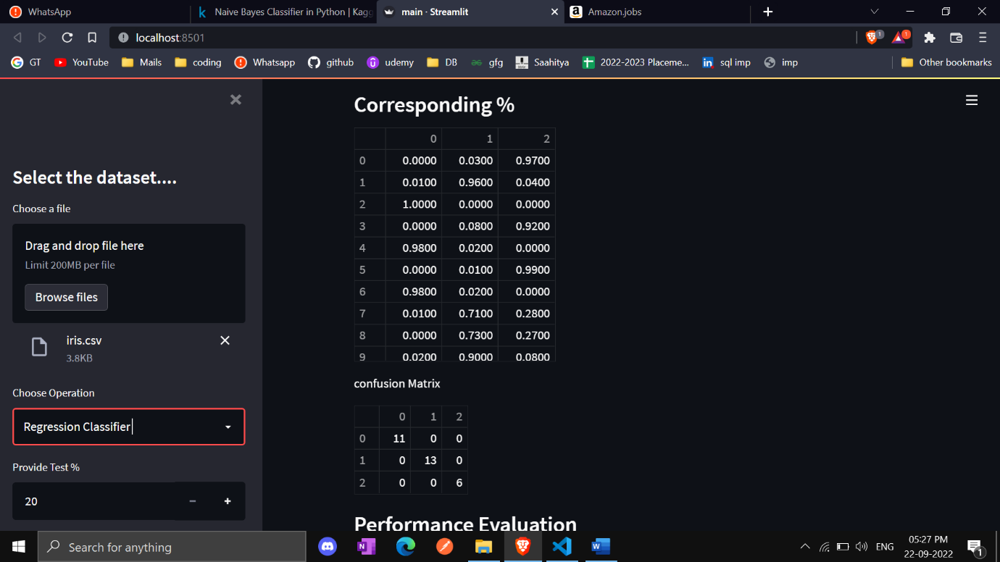 WhatsApp
Naive Bayes Classifier in Python | Kagg
main · Streamlit
Amazon.jobs
localhost:8501
1
1
GT
YouTube
Mails
coding
Whatsapp
github
udemy
DB
gfg
Saahitya
2022-2023 Placeme...
sql imp
imp
Other bookmarks
Select the dataset....
Choose a file
Drag and drop file here
Limit 200MB per file
Browse files
iris.csv
3.8KB
Choose Operation
Regression Classifier
Provide Test %
20
Corresponding %
0 1 2
0 0.0000 0.0300 0.9700
1 0.0100 0.9600 0.0400
2 1.0000 0.0000 0.0000
3 0.0000 0.0800 0.9200
4 0.9800 0.0200 0.0000
5 0.0000 0.0100 0.9900
6 0.9800 0.0200 0.0000
7 0.0100 0.7100 0.2800
8 0.0000 0.7300 0.2700
9 0.0200 0.9000 0.0800
confusion Matrix
0 1 2
0 11 0 0
1 0 13 0
2 0 0 6
Performance Evaluation
Search for anything
ENG
05:27 PM
22-09-2022
1